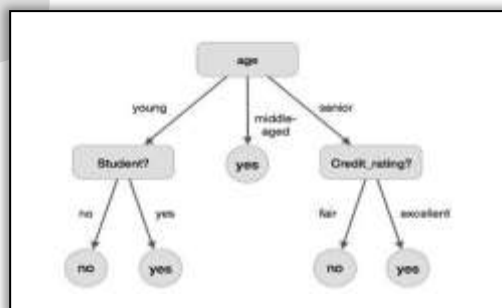 age
young
middle-
aged
senior
Student?
yes
Credit_rating?
no
yes
fair
excellent
no
yes
no
yes